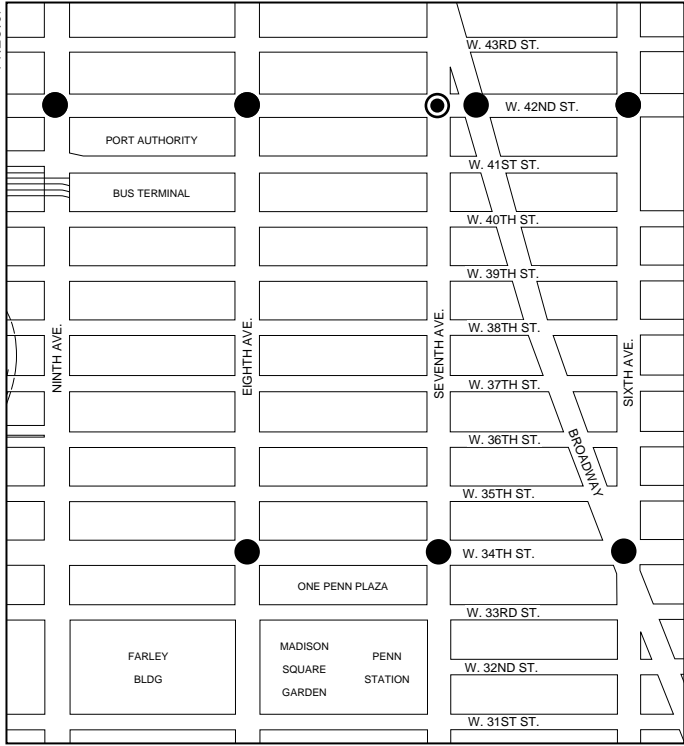 W. 43RD ST.
W. 42ND ST.
PORT AUTHORITY
W. 41ST ST.
BUS TERMINAL
W. 40TH ST.
W. 39TH ST.
W. 38TH ST.
NINTH AVE.
EIGHTH AVE.
SEVENTH AVE.
SIXTH AVE.
W. 37TH ST.
W. 36TH ST.
BROADWAY
W. 35TH ST.
W. 34TH ST.
ONE PENN PLAZA
W. 33RD ST.
FARLEY
BLDG
MADISON
SQUARE
GARDEN
PENN
STATION
W. 32ND ST.
W. 31ST ST.